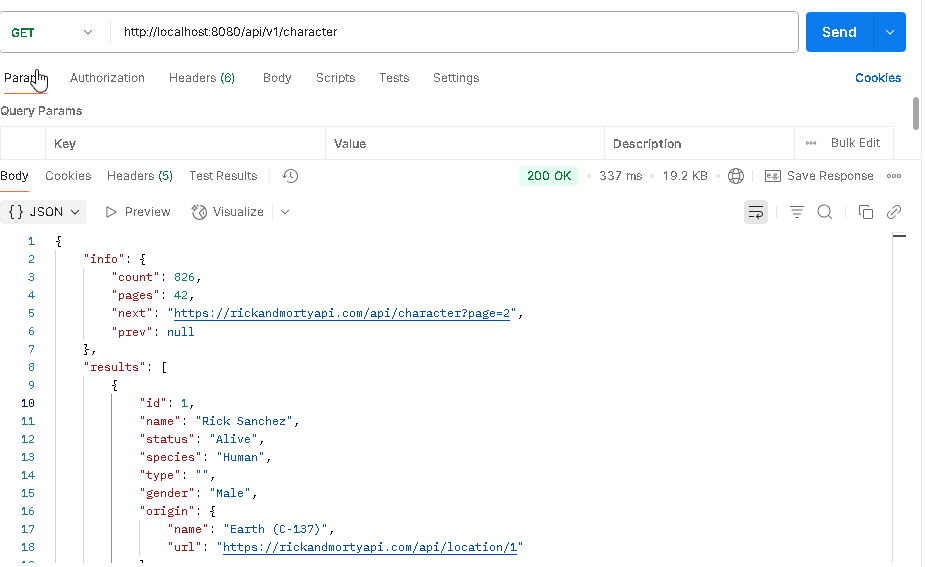 GET http://localhost:8080/api/v1/character Send
Params Authorization Headers (6) Body Scripts Tests Settings Cookies
Query Params
Key Value Description Bulk Edit
Body Cookies Headers (5) Test Results 200 OK 337 ms 19.2 KB e.g. Save Response
{} JSON Preview Visualize
1 {
2 "info": {
3 "count": 826,
4 "pages": 42,
5 "next": "https://rickandmortyapi.com/api/character?page=2",
6 "prev": null
7 },
8 "results": [
9 {
10 "id": 1,
11 "name": "Rick Sanchez",
12 "status": "Alive",
13 "species": "Human",
14 "type": "",
15 "gender": "Male",
16 "origin": {
17 "name": "Earth (C-137)",
18 "url": "https://rickandmortyapi.com/api/location/1"